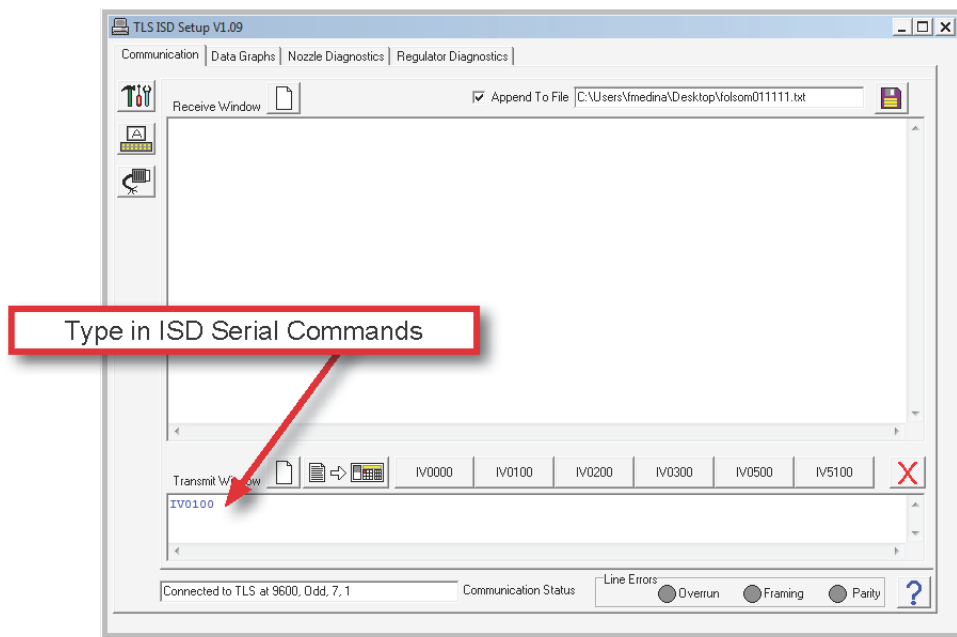 TLS ISD Setup V1.09
Communication Data Graphs Nozzle Diagnostics Regulator Diagnostics
Receive Window Append To File C:\Users\fmedina\Desktop\folsom011111.txt
A
Type in ISD Serial Commands
Transmit Window IV0000 IV0100 IV0200 IV0300 IV0500 IV5100
IV0100
Connected to TLS at 9600, Odd, 7, 1 Communication Status Line Errors Overrun Framing Parity ?